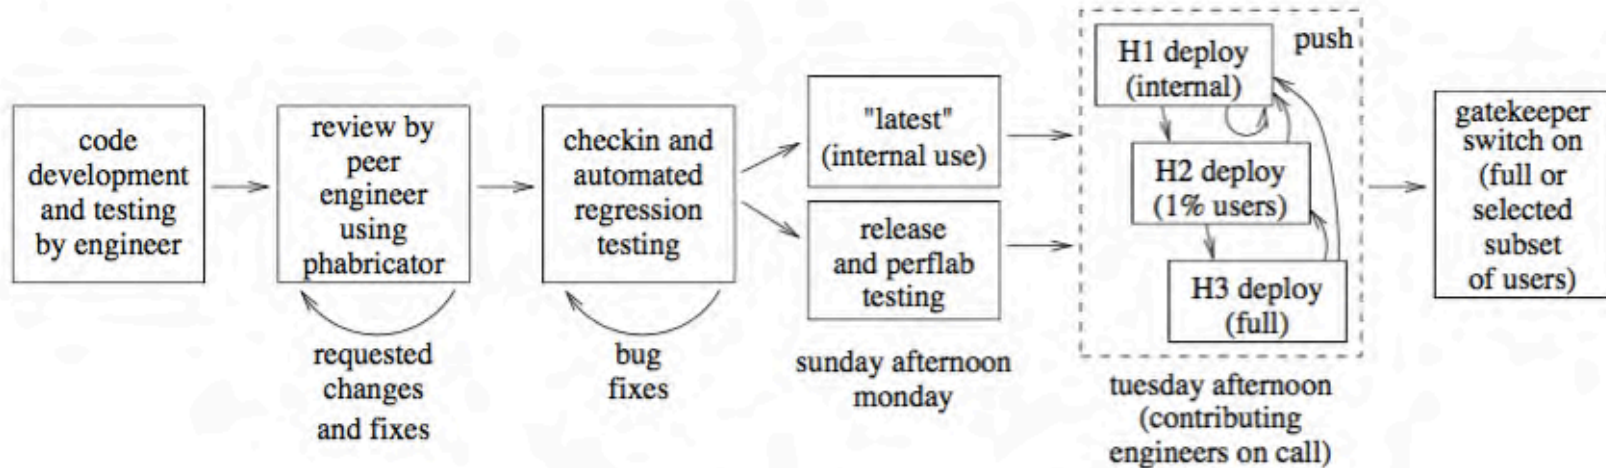 code
development
and testing
by engineer
review by
peer
engineer
using
phabricator
requested
changes
and fixes
checkin and
automated
regression
testing
bug
fixes
"latest"
(internal use)
release
and perflab
testing
sunday afternoon
monday
push
H1 deploy
(internal)
H2 deploy
(1% users)
H3 deploy
(full)
tuesday afternoon
(contributing
engineers on call)
gatekeeper
switch on
(full or
selected
subset
of users)